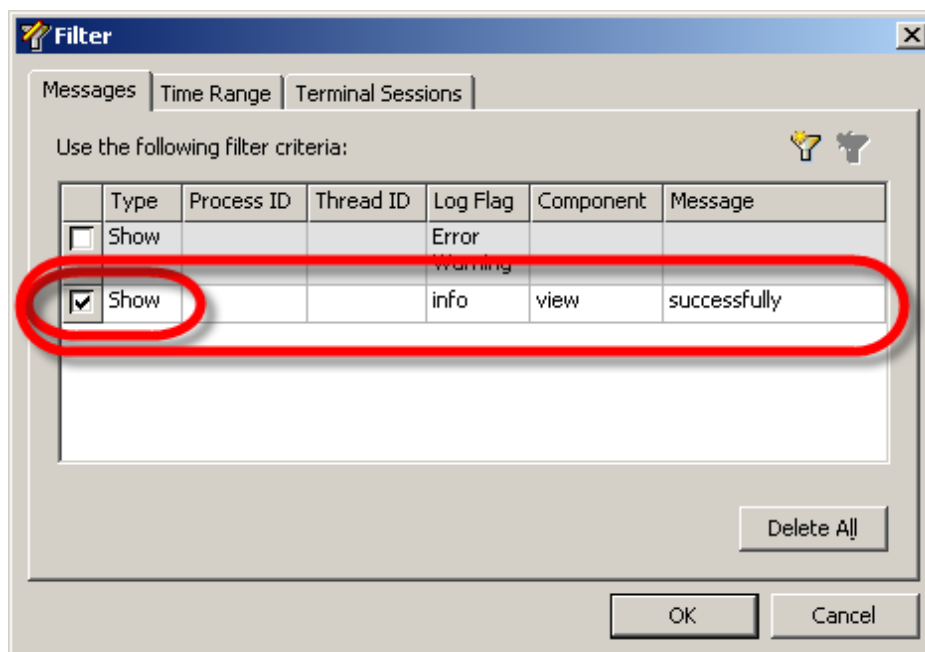 Filter
Messages Time Range Terminal Sessions
Use the following filter criteria:
Type Process ID Thread ID Log Flag Component Message
Show Error
Warning
Show info view successfully
Delete All
OK Cancel